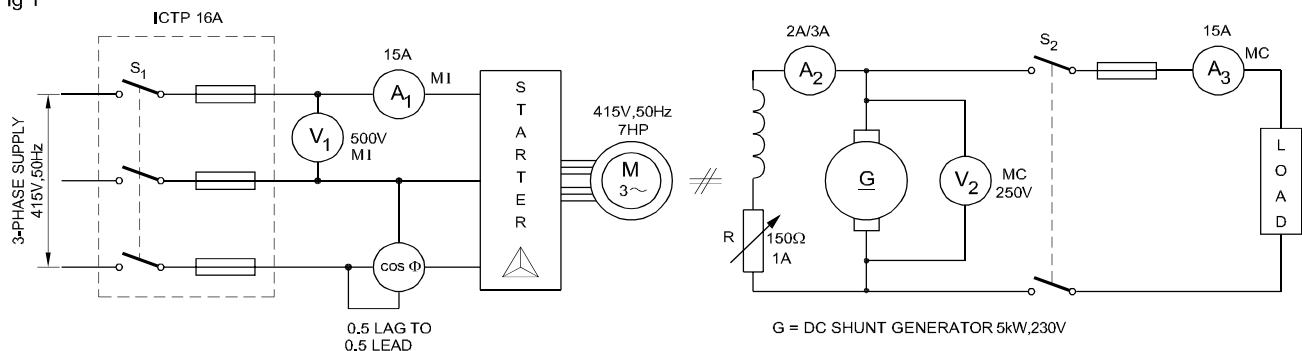 ig 1
ICTP 16A
S1
3-PHASE SUPPLY
415V,50Hz
15A
A1
MI
V1
500V
MI
cos Φ
0.5 LAG TO
0.5 LEAD
STARTER
415V,50Hz
7HP
M
3~
2A/3A
A2
R
150Ω
1A
G
V2
MC
250V
S2
15A
A3
MC
LOAD
G = DC SHUNT GENERATOR 5kW,230V